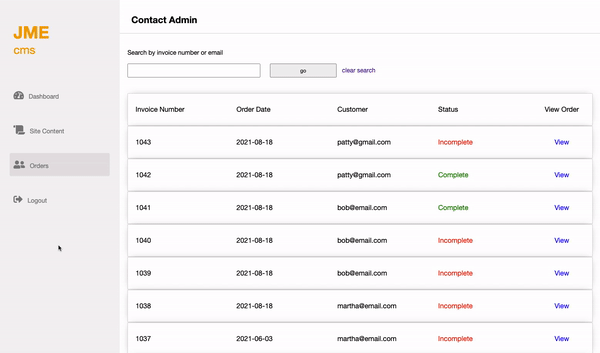 JME
cms
Dashboard
Site Content
Orders
Logout
Contact Admin
Search by invoice number or email
go clear search
Invoice Number Order Date Customer Status View Order
1043 2021-08-18 patty@gmail.com Incomplete View
1042 2021-08-18 patty@gmail.com Complete View
1041 2021-08-18 bob@email.com Complete View
1040 2021-08-18 bob@email.com Incomplete View
1039 2021-08-18 bob@email.com Incomplete View
1038 2021-08-18 martha@email.com Incomplete View
1037 2021-06-03 martha@email.com Incomplete View